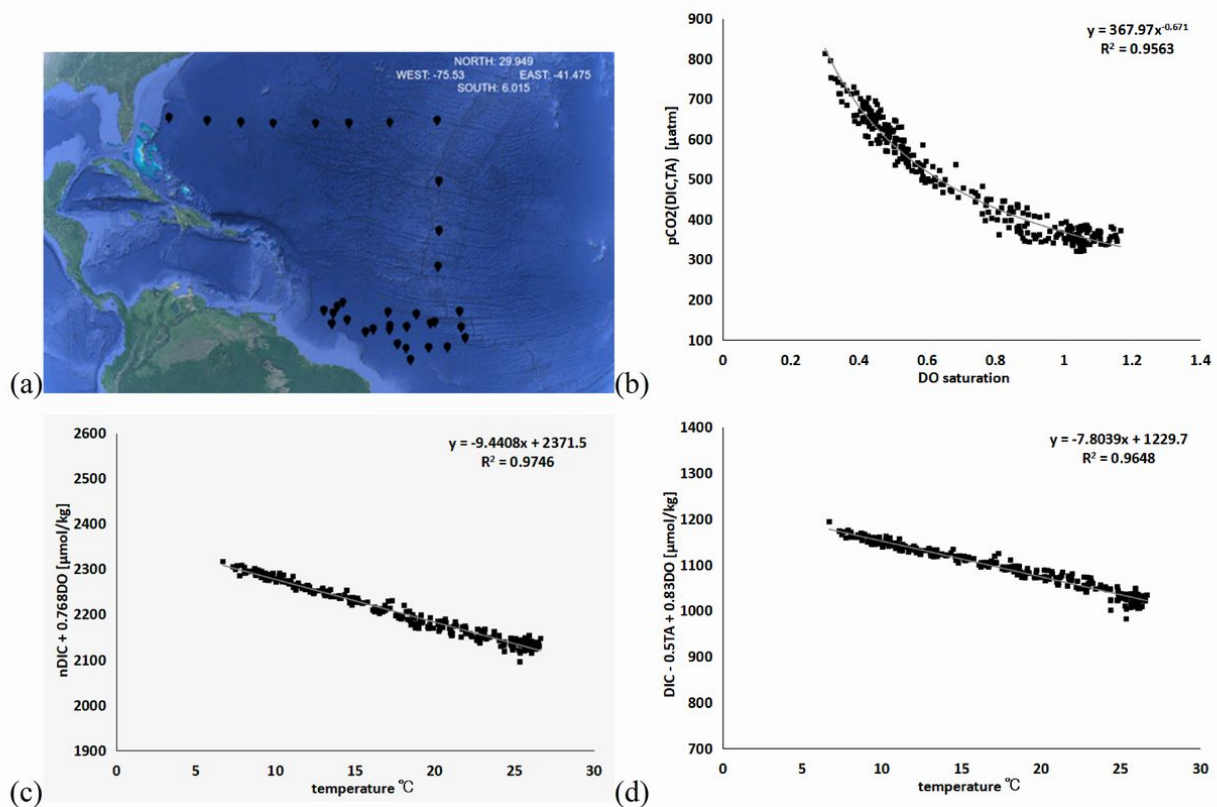 NORTH: 29.949
WEST: -75.53 EAST: -41.475
SOUTH: 6.015
(a)
900
800
700
600
500
400
300
200
100
pCO2(DIC,TA) [μatm]
y = 367.97x^-0.671
R² = 0.9563
0 0.2 0.4 0.6 0.8 1 1.2 1.4
DO saturation
(b)
2600
2500
2400
2300
2200
2100
2000
1900
nDIC + 0.768DO [μmol/kg]
y = -9.4408x + 2371.5
R² = 0.9746
0 5 10 15 20 25 30
temperature ℃
(c)
1400
1300
1200
1100
1000
900
800
700
DIC - 0.5TA + 0.83DO [μmol/kg]
y = -7.8039x + 1229.7
R² = 0.9648
0 5 10 15 20 25 30
temperature ℃
(d)